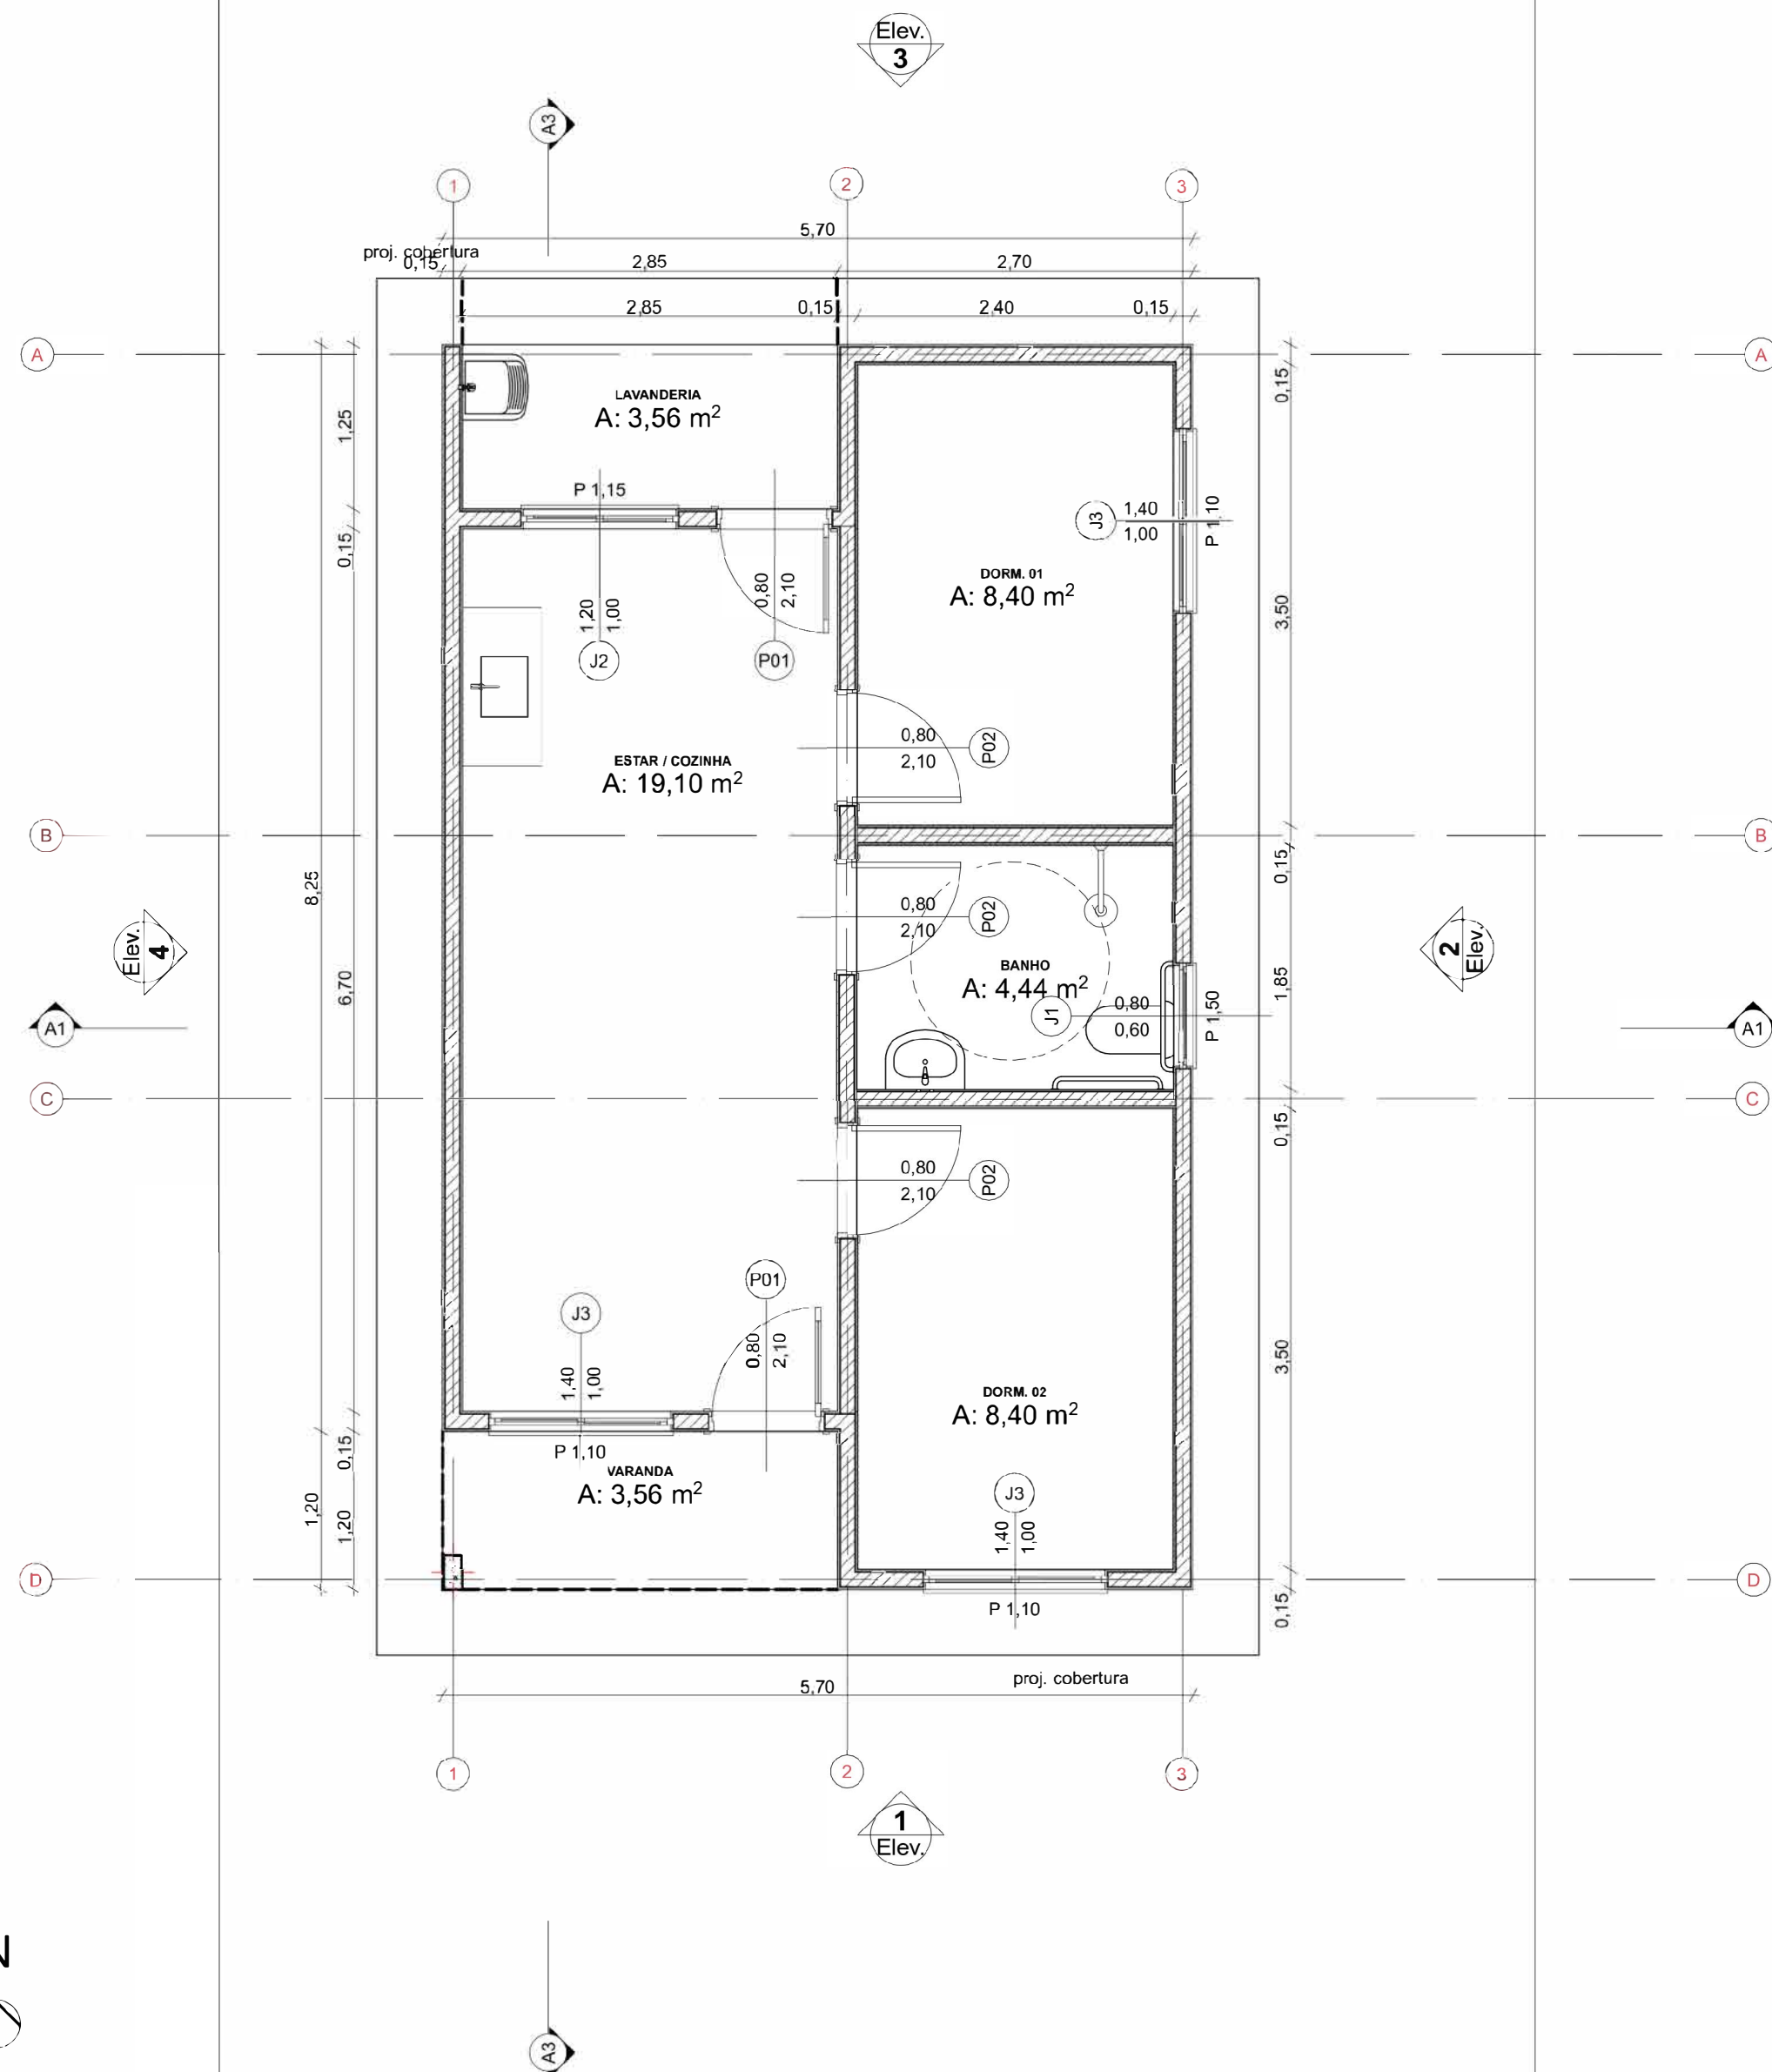 Elev.
3
A3
1
2
3
5,70
proj. cobertura
0,15
2,85
2,70
2,85
0,15
2,40
0,15
A
A
LAVANDERIA
A: 3,56 m²
0,15
1,25
P 1,15
J3
1,40
1,00
P 1,10
0,15
DORM. 01
A: 8,40 m²
1,20
1,00
0,80
2,10
3,50
J2
P01
0,80
2,10
P02
ESTAR / COZINHA
A: 19,10 m²
B
B
8,25
0,15
0,80
2,10
P02
Elev.
4
2
Elev.
BANHO
A: 4,44 m²
6,70
J1
0,80
0,60
P 1,50
1,85
A1
A1
C
C
0,15
0,80
2,10
P02
P01
J3
0,80
2,10
1,40
1,00
3,50
DORM. 02
A: 8,40 m²
0,15
P 1,10
VARANDA
A: 3,56 m²
J3
1,20
1,20
1,40
1,00
D
D
P 1,10
0,15
proj. cobertura
5,70
1
2
3
1
Elev.
N
A3